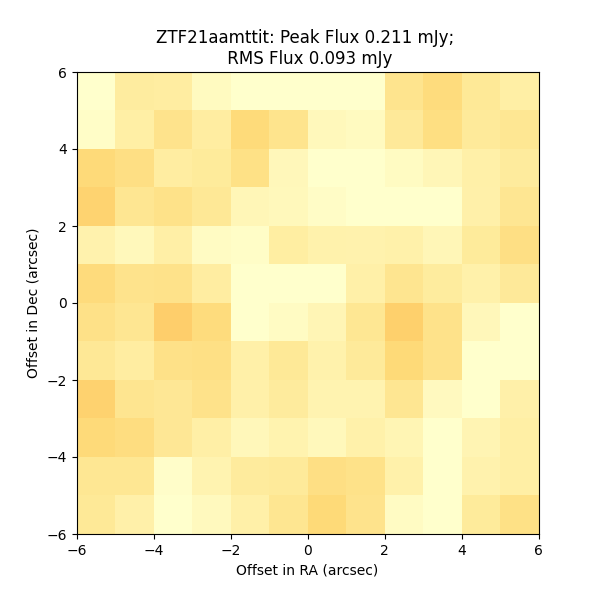 ZTF21aamttit: Peak Flux 0.211 mJy;
RMS Flux 0.093 mJy
6
4
2
0
−2
−4
−6
Offset in Dec (arcsec)
−6 −4 −2 0 2 4 6
Offset in RA (arcsec)